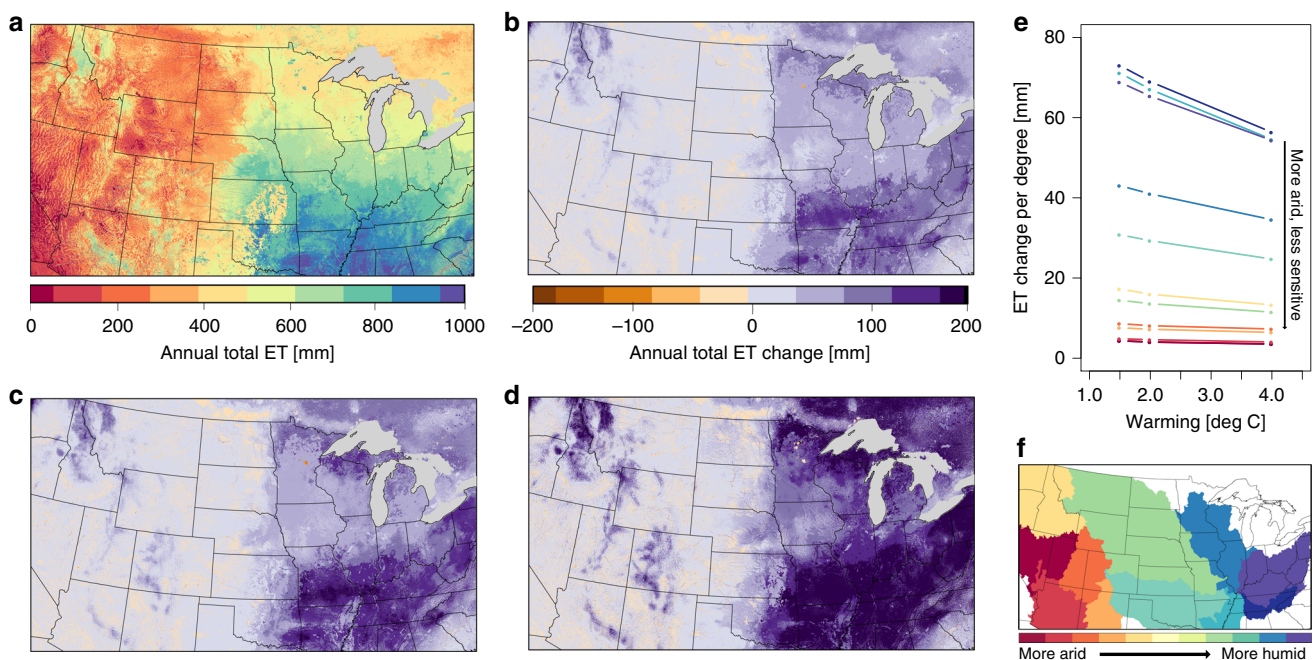 a
0 200 400 600 800 1000
Annual total ET [mm]
b
−200 −100 0 100 200
Annual total ET change [mm]
c
d
e
80
60
40
20
0
ET change per degree [mm]
More arid, less sensitive
1.0 2.0 3.0 4.0
Warming [deg C]
f
More arid More humid